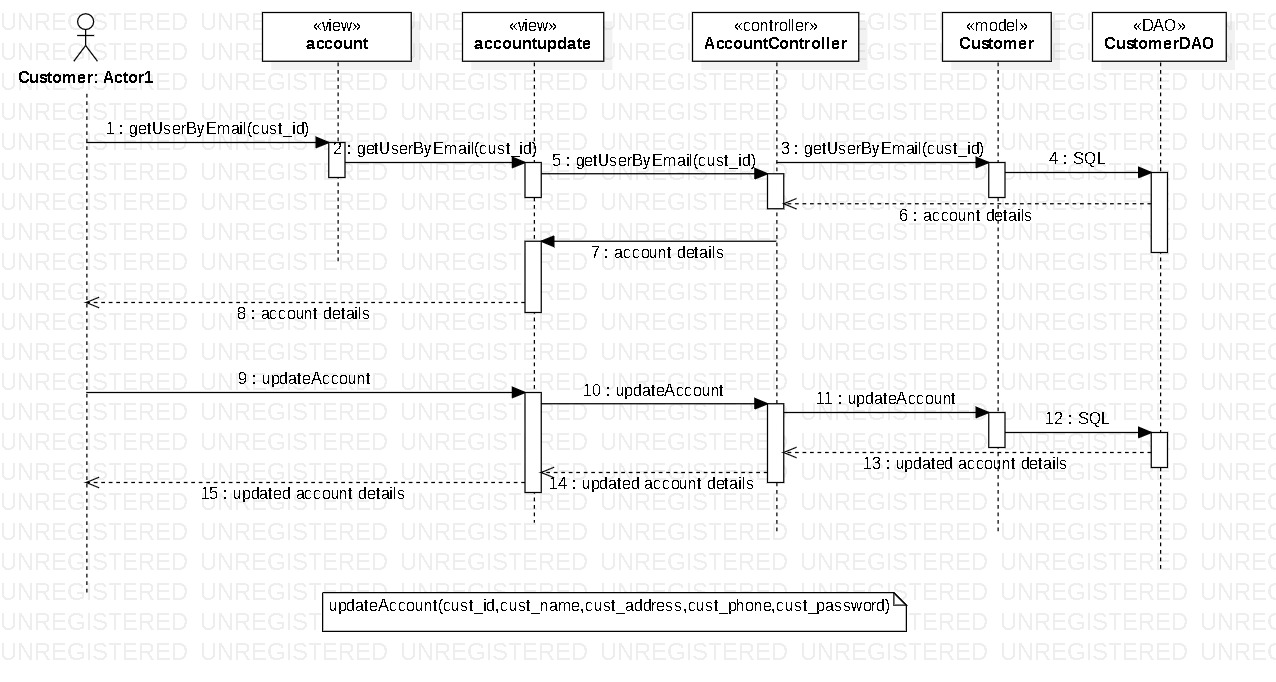 «view»
account
«view»
accountupdate
«controller»
AccountController
«model»
Customer
«DAO»
CustomerDAO
Customer: Actor1
1 : getUserByEmail(cust_id)
2 : getUserByEmail(cust_id)
5 : getUserByEmail(cust_id)
3 : getUserByEmail(cust_id)
4 : SQL
6 : account details
7 : account details
8 : account details
9 : updateAccount
10 : updateAccount
11 : updateAccount
12 : SQL
13 : updated account details
14 : updated account details
15 : updated account details
updateAccount(cust_id,cust_name,cust_address,cust_phone,cust_password)
UNREGISTERED